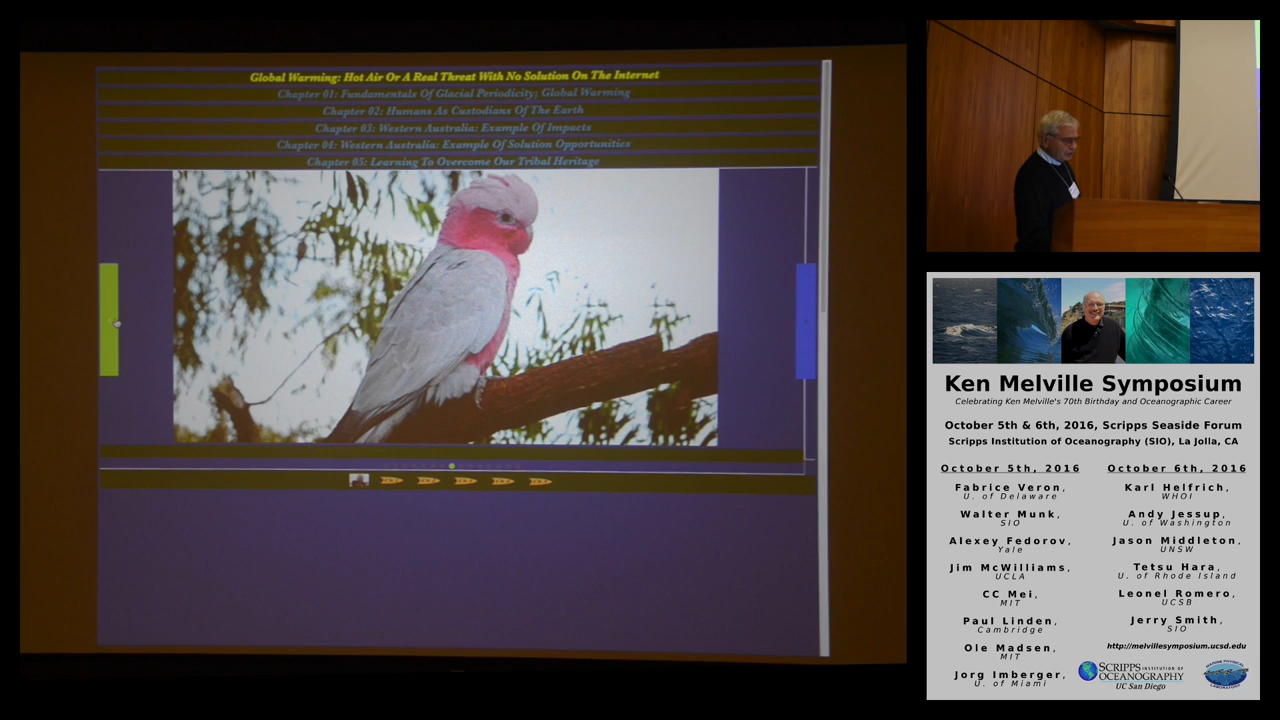 Global Warming: Hot Air Or A Real Threat With No Solution On The Internet
Chapter 01: Fundamentals Of Glacial Periodicity; Global Warming
Chapter 02: Humans As Custodians Of The Earth
Chapter 03: Western Australia: Example Of Impacts
Chapter 04: Western Australia: Example Of Solution Opportunities
Chapter 05: Learning To Overcome Our Tribal Heritage
Ken Melville Symposium
Celebrating Ken Melville's 70th Birthday and Oceanographic Career
October 5th & 6th, 2016, Scripps Seaside Forum
Scripps Institution of Oceanography (SIO), La Jolla, CA
October 5th, 2016
Fabrice Veron,
U. of Delaware
Walter Munk,
SIO
Alexey Fedorov,
Yale
Jim McWilliams,
UCLA
CC Mei,
MIT
Paul Linden,
Cambridge
Ole Madsen,
MIT
Jorg Imberger,
U. of Miami
October 6th, 2016
Karl Helfrich,
WHOI
Andy Jessup,
U. of Washington
Jason Middleton,
UNSW
Tetsu Hara,
U. of Rhode Island
Leonel Romero,
UCSB
Jerry Smith,
SIO
http://melvillesymposium.ucsd.edu
SCRIPPS INSTITUTION OF
OCEANOGRAPHY
UC San Diego